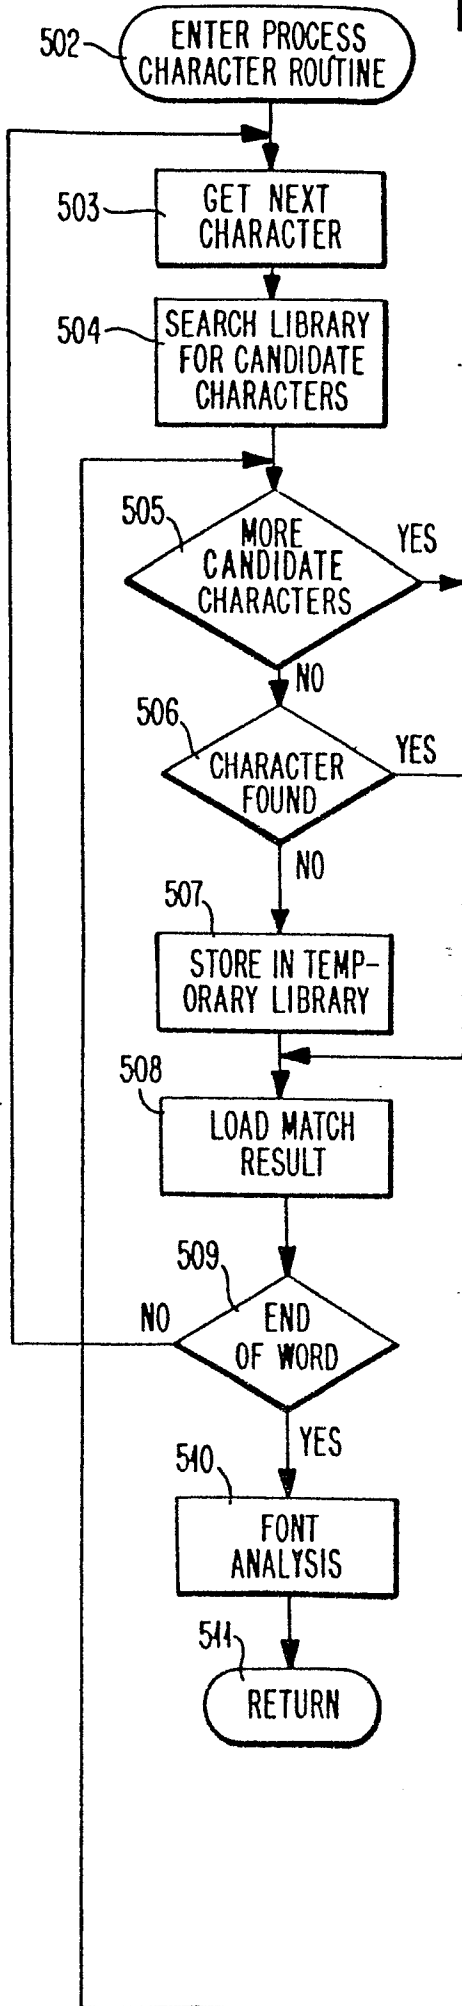 502
ENTER PROCESS
CHARACTER ROUTINE
503
GET NEXT
CHARACTER
504
SEARCH LIBRARY
FOR CANDIDATE
CHARACTERS
505
MORE
CANDIDATE
CHARACTERS
YES
NO
506
CHARACTER
FOUND
YES
NO
507
STORE IN TEMP-
ORARY LIBRARY
508
LOAD MATCH
RESULT
509
END
OF WORD
NO
YES
510
FONT
ANALYSIS
511
RETURN